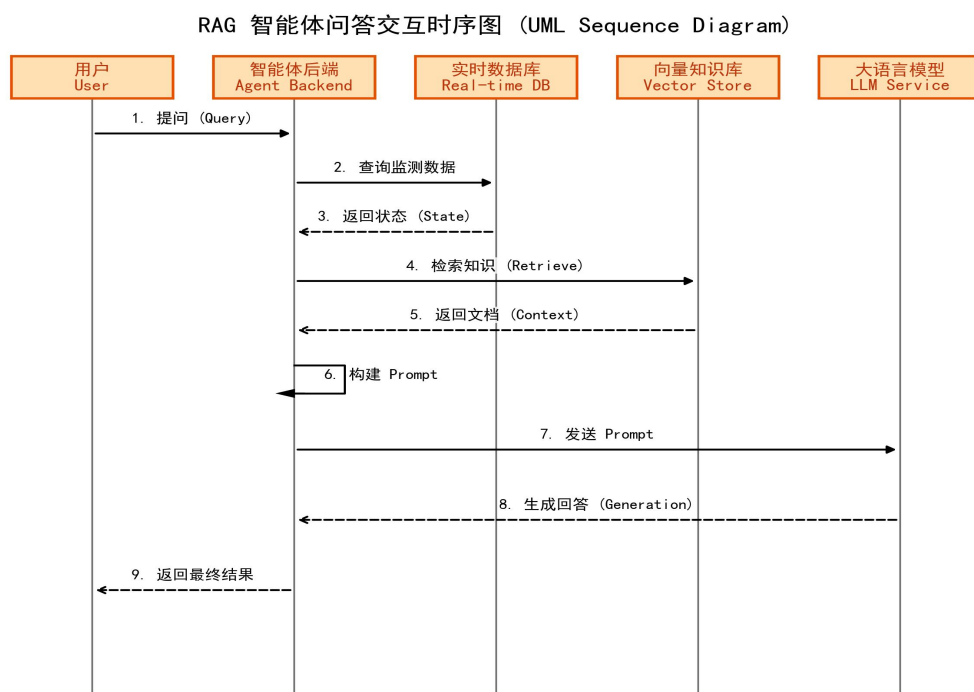 RAG 智能体问答交互时序图 (UML Sequence Diagram)
用户
User
智能体后端
Agent Backend
实时数据库
Real-time DB
向量知识库
Vector Store
大语言模型
LLM Service
1. 提问 (Query)
2. 查询监测数据
3. 返回状态 (State)
4. 检索知识 (Retrieve)
5. 返回文档 (Context)
6. 构建 Prompt
7. 发送 Prompt
8. 生成回答 (Generation)
9. 返回最终结果